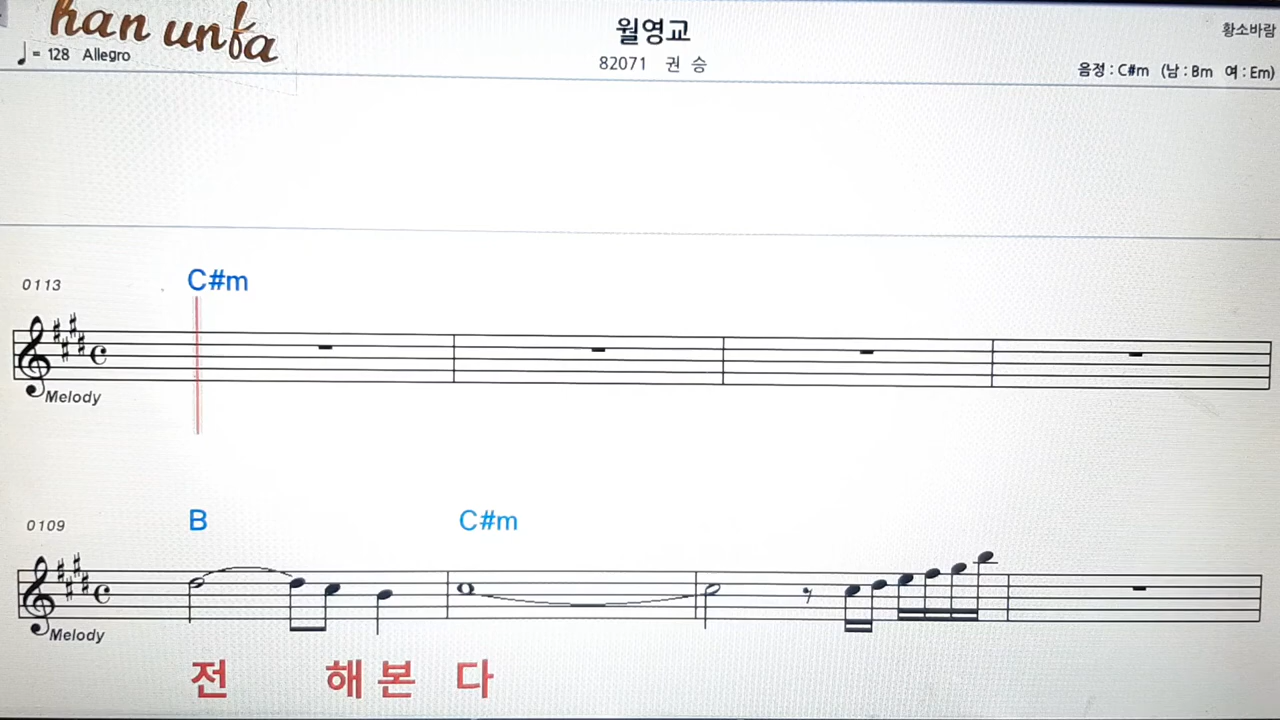 han unfa
월영교
황소바람
♩ = 128 Allegro
82071 권 승
음정 : C#m (남 : Bm 여 : Em)
0113
C#m
Melody
0109
B C#m
Melody
전 해 본 다